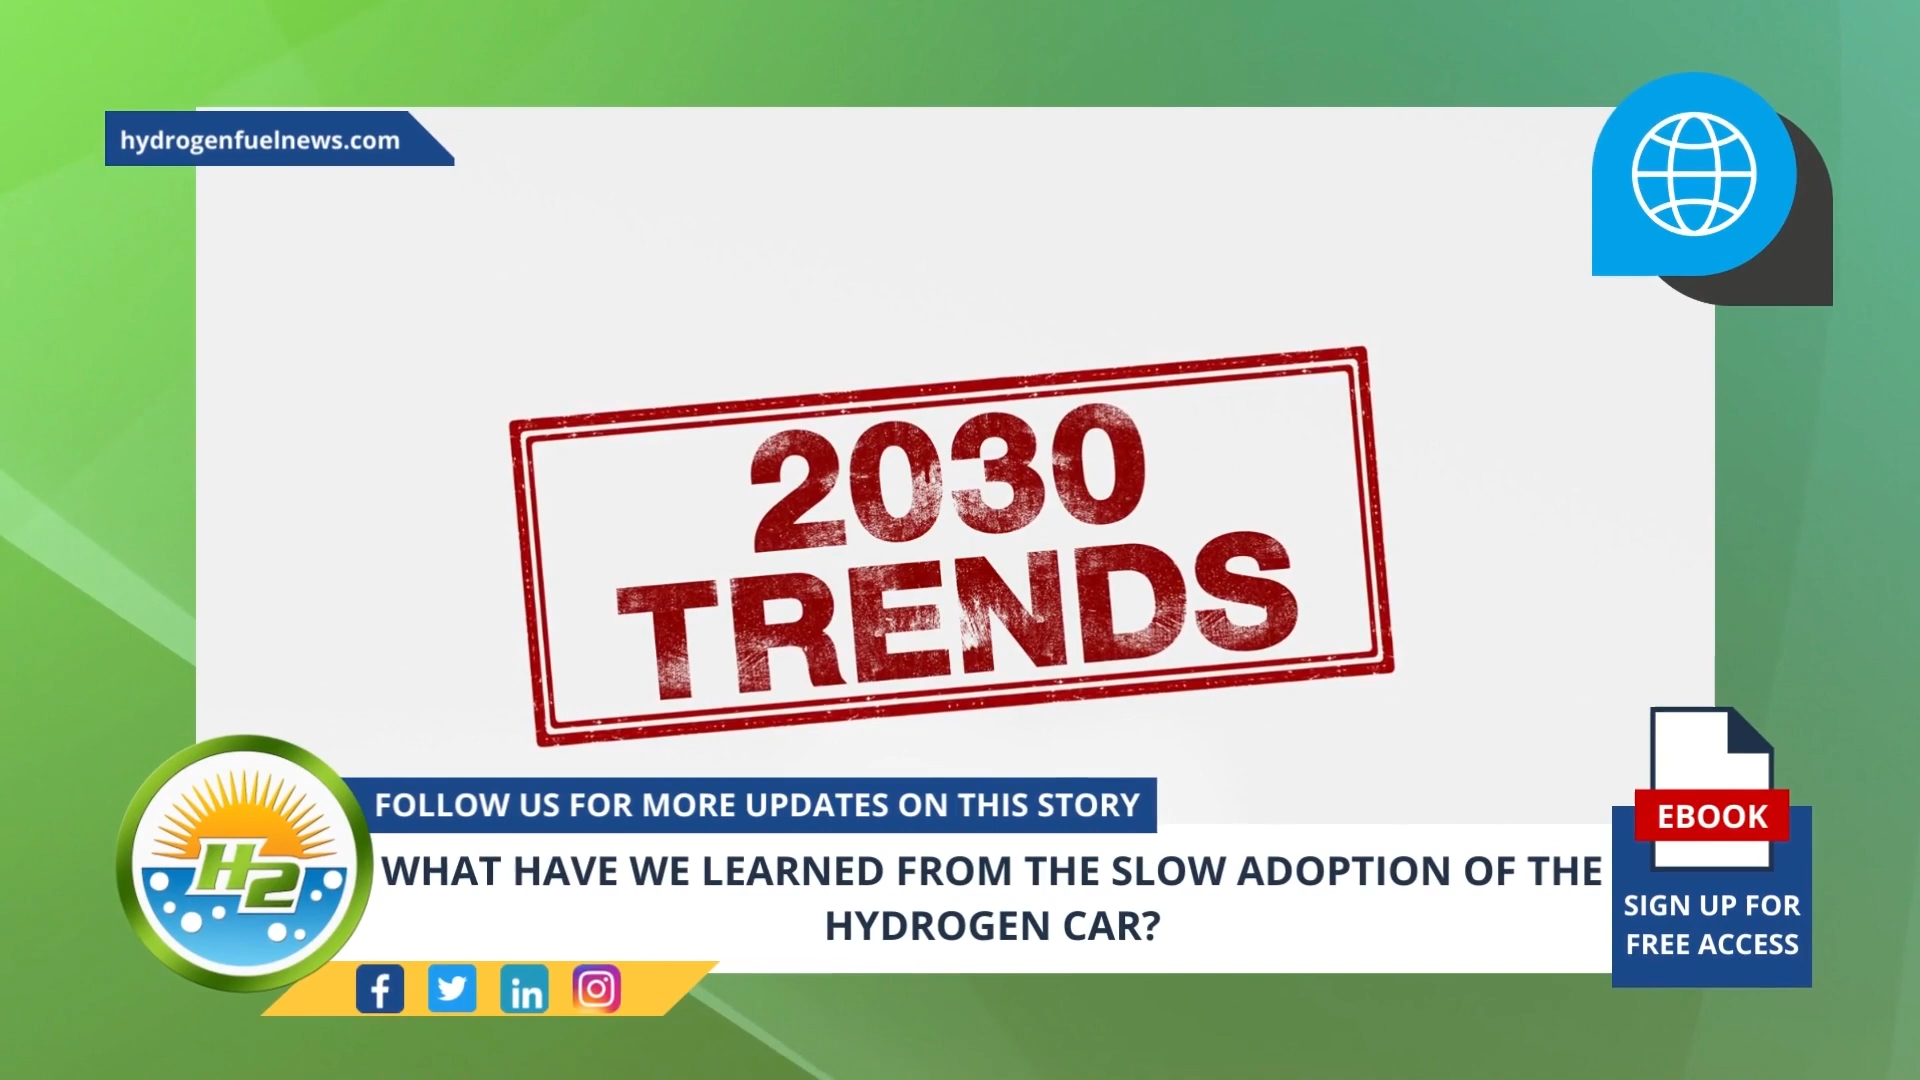 hydrogenfuelnews.com
2030
TRENDS
FOLLOW US FOR MORE UPDATES ON THIS STORY
WHAT HAVE WE LEARNED FROM THE SLOW ADOPTION OF THE
HYDROGEN CAR?
H2
EBOOK
SIGN UP FOR
FREE ACCESS
f
in